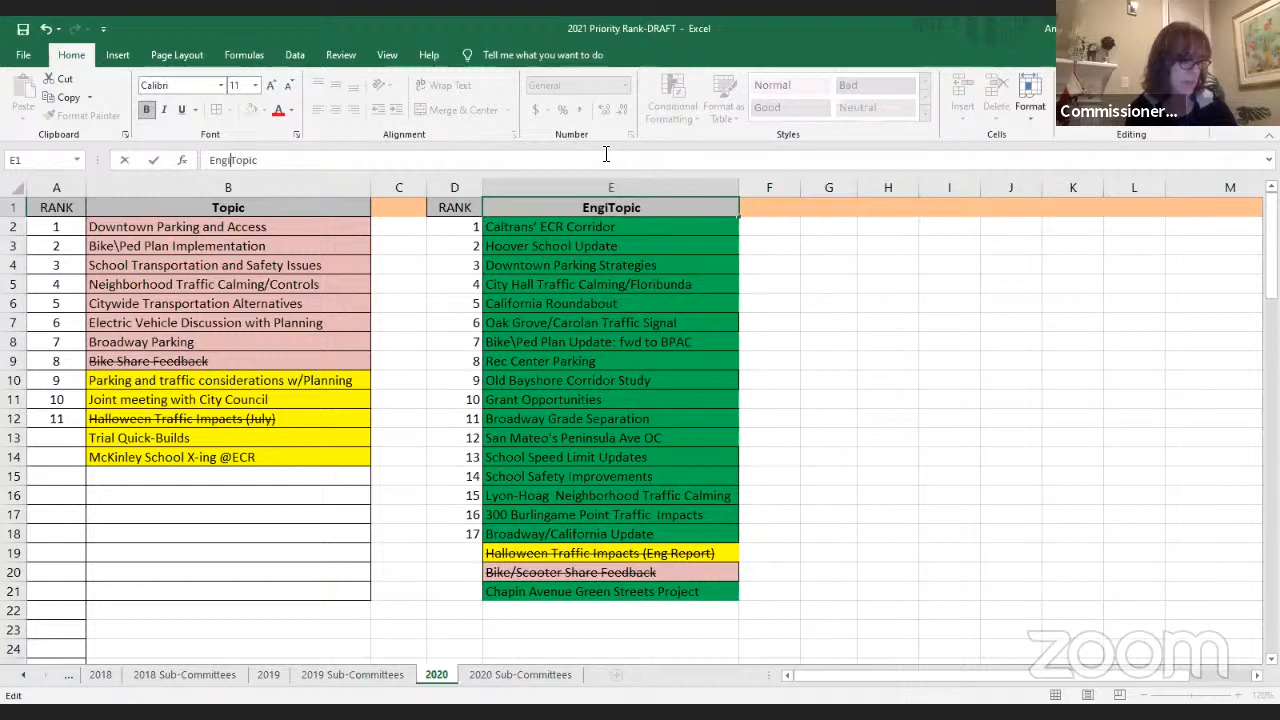 2021 Priority Rank-DRAFT - Excel
File Home Insert Page Layout Formulas Data Review View Help Tell me what you want to do
Cut
Copy
Format Painter
Paste
Clipboard
Calibri 11
B I U
Font
Wrap Text
Merge & Center
Alignment
General
$ % ,
Number
Conditional Formatting
Format as Table
Normal Bad
Good Neutral
Styles
Insert Delete Format
Cells
Editing
Commissioner...
E1 EngiTopic
A B C D E F G H I J K L M
1 RANK Topic RANK EngiTopic
2 1 Downtown Parking and Access 1 Caltrans' ECR Corridor
3 2 Bike\Ped Plan Implementation 2 Hoover School Update
4 3 School Transportation and Safety Issues 3 Downtown Parking Strategies
5 4 Neighborhood Traffic Calming/Controls 4 City Hall Traffic Calming/Floribunda
6 5 Citywide Transportation Alternatives 5 California Roundabout
7 6 Electric Vehicle Discussion with Planning 6 Oak Grove/Carolan Traffic Signal
8 7 Broadway Parking 7 Bike\Ped Plan Update: fwd to BPAC
9 8 Bike Share Feedback 8 Rec Center Parking
10 9 Parking and traffic considerations w/Planning 9 Old Bayshore Corridor Study
11 10 Joint meeting with City Council 10 Grant Opportunities
12 11 Halloween Traffic Impacts (July) 11 Broadway Grade Separation
13 Trial Quick-Builds 12 San Mateo's Peninsula Ave OC
14 McKinley School X-ing @ECR 13 School Speed Limit Updates
15 14 School Safety Improvements
16 15 Lyon-Hoag Neighborhood Traffic Calming
17 16 300 Burlingame Point Traffic Impacts
18 17 Broadway/California Update
19 Halloween Traffic Impacts (Eng Report)
20 Bike/Scooter Share Feedback
21 Chapin Avenue Green Streets Project
22
23
24
zoom
... 2018 2018 Sub-Committees 2019 2019 Sub-Committees 2020 2020 Sub-Committees
Edit 120%